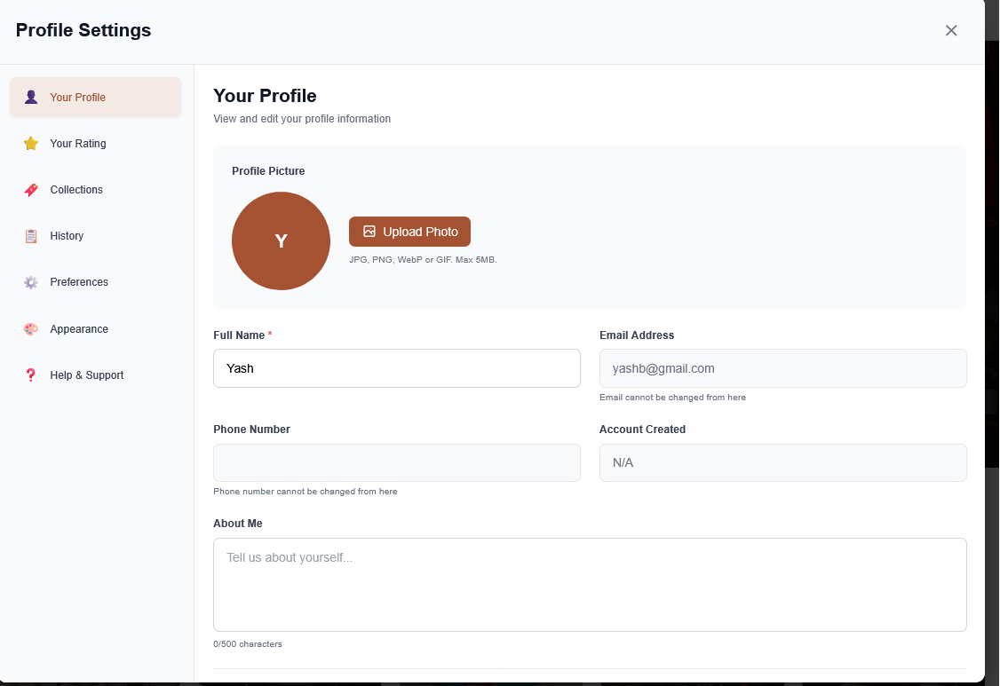 Profile Settings
Your Profile
Your Rating
Collections
History
Preferences
Appearance
Help & Support
Your Profile
View and edit your profile information
Profile Picture
Y
Upload Photo
JPG, PNG, WebP or GIF. Max 5MB.
Full Name *
Yash
Email Address
yashb@gmail.com
Email cannot be changed from here
Phone Number
Phone number cannot be changed from here
Account Created
N/A
About Me
Tell us about yourself...
0/500 characters